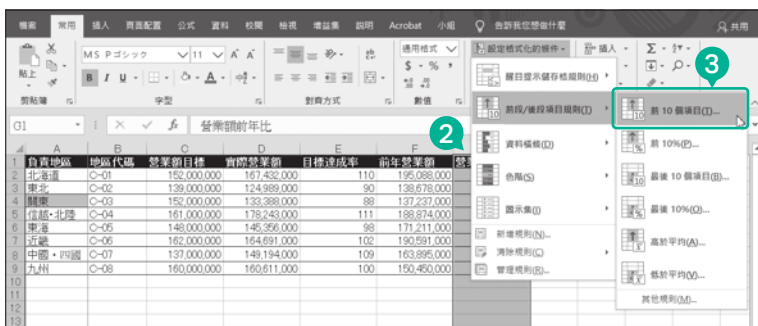 檔案 常用 插入 頁面配置 公式 資料 校閱 檢視 增益集 說明 Acrobat 小組 告訴我您想做什麼 共用
MS Pゴシック 11 A A 通用格式 設定格式化的條件 插入
貼上 B I U A $ - % ,
剪貼簿 字型 對齊方式 數值
醒目提示儲存格規則(H)
前段/後段項目規則(T)
資料橫條(D)
色階(S)
圖示集(I)
新增規則(N)...
清除規則(C)
管理規則(R)...
3
前 10 個項目(T)...
前 10%(P)...
最後 10 個項目(B)...
最後 10%(O)...
高於平均(A)...
低於平均(V)...
其他規則(M)...
2
G1 fx 營業額前年比
A B C D E F
1 負責地區 地區代碼 營業額目標 實際營業額 目標達成率 前年營業額
2 北海道 C-01 152,000,000 167,432,000 110 195,088,000
3 東北 C-02 139,000,000 124,989,000 90 138,678,000
4 關東 C-03 152,000,000 133,388,000 88 137,237,000
5 信越・北陸 C-04 161,000,000 178,243,000 111 188,874,000
6 東海 C-05 148,000,000 145,356,000 98 171,211,000
7 近畿 C-06 162,000,000 164,691,000 102 190,591,000
8 中國・四國 C-07 137,000,000 149,194,000 109 163,895,000
9 九州 C-08 160,000,000 160,611,000 100 150,450,000
10
11
12
13